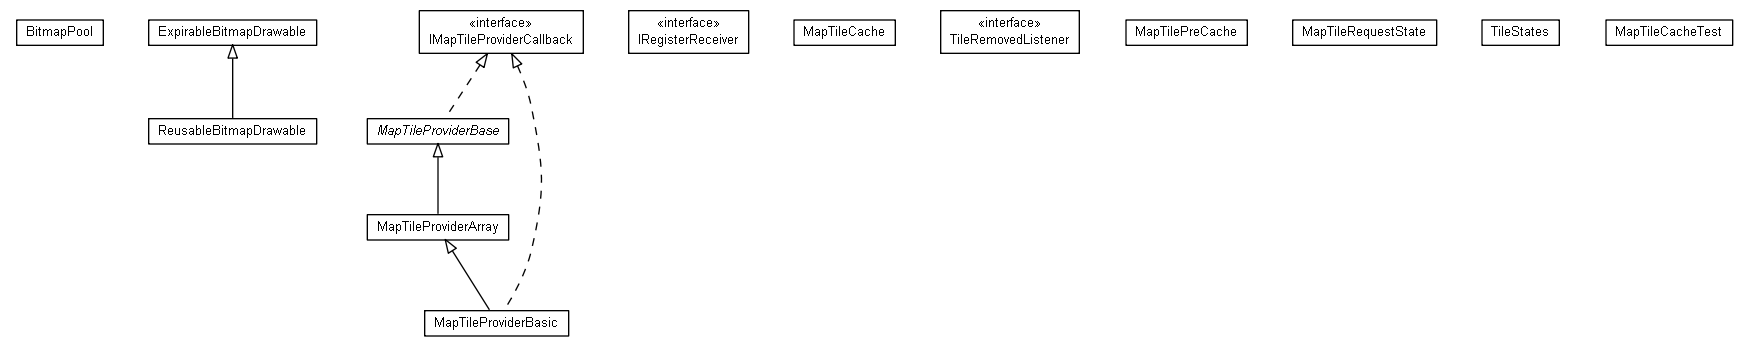 BitmapPool
ExpirableBitmapDrawable
«interface»
IMapTileProviderCallback
«interface»
IRegisterReceiver
MapTileCache
«interface»
TileRemovedListener
MapTilePreCache
MapTileRequestState
TileStates
MapTileCacheTest
ReusableBitmapDrawable
MapTileProviderBase
MapTileProviderArray
MapTileProviderBasic